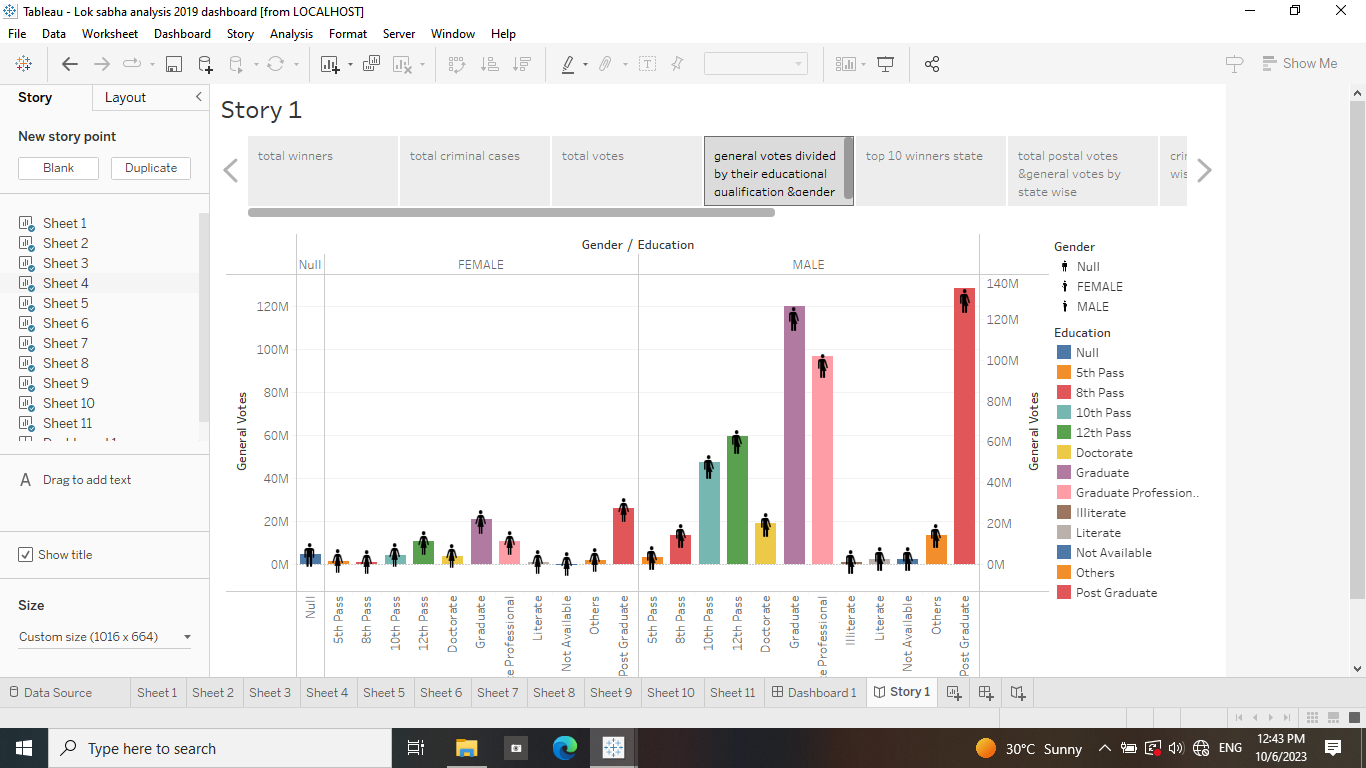 Tableau - Lok sabha analysis 2019 dashboard [from LOCALHOST]
File Data Worksheet Dashboard Story Analysis Format Server Window Help
Show Me
Story Layout
New story point
Blank Duplicate
Sheet 1
Sheet 2
Sheet 3
Sheet 4
Sheet 5
Sheet 6
Sheet 7
Sheet 8
Sheet 9
Sheet 10
Sheet 11
Dashboard 1
A Drag to add text
Show title
Size
Custom size (1016 x 664)
Story 1
total winners
total criminal cases
total votes
general votes divided
by their educational
qualification &gender
top 10 winners state
total postal votes
&general votes by
state wise
crir
wis
Gender / Education
Null FEMALE MALE
General Votes
120M
100M
80M
60M
40M
20M
0M
140M
120M
100M
80M
60M
40M
20M
0M
General Votes
Null
5th Pass
8th Pass
10th Pass
12th Pass
Doctorate
Graduate
e Professional
Literate
Not Available
Others
Post Graduate
5th Pass
8th Pass
10th Pass
12th Pass
Doctorate
Graduate
e Professional
Illiterate
Literate
Not Available
Others
Post Graduate
Gender
Null
FEMALE
MALE
Education
Null
5th Pass
8th Pass
10th Pass
12th Pass
Doctorate
Graduate
Graduate Profession..
Illiterate
Literate
Not Available
Others
Post Graduate
Data Source Sheet 1 Sheet 2 Sheet 3 Sheet 4 Sheet 5 Sheet 6 Sheet 7 Sheet 8 Sheet 9 Sheet 10 Sheet 11 Dashboard 1 Story 1
Type here to search
30°C Sunny
ENG
12:43 PM
10/6/2023